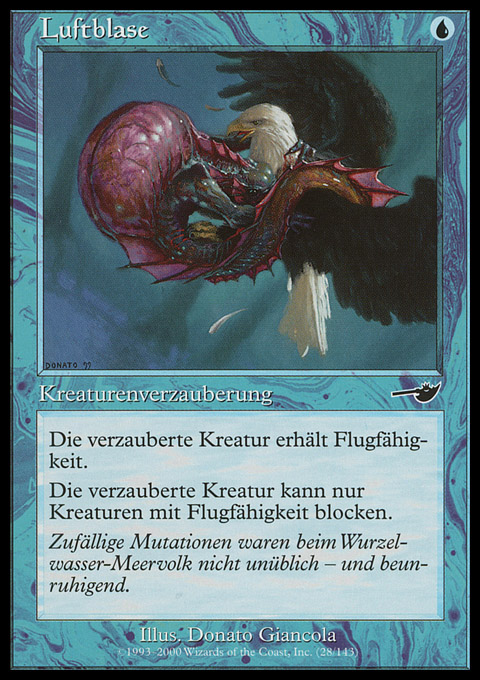 Luftblase
DONATO 99
Kreaturenverzauberung
Die verzauberte Kreatur erhält Flugfähig-
keit.
Die verzauberte Kreatur kann nur
Kreaturen mit Flugfähigkeit blocken.
Zufällige Mutationen waren beim Wurzel-
wasser-Meervolk nicht unüblich – und beun-
ruhigend.
Illus. Donato Giancola
©1993–2000 Wizards of the Coast, Inc. (28/143)